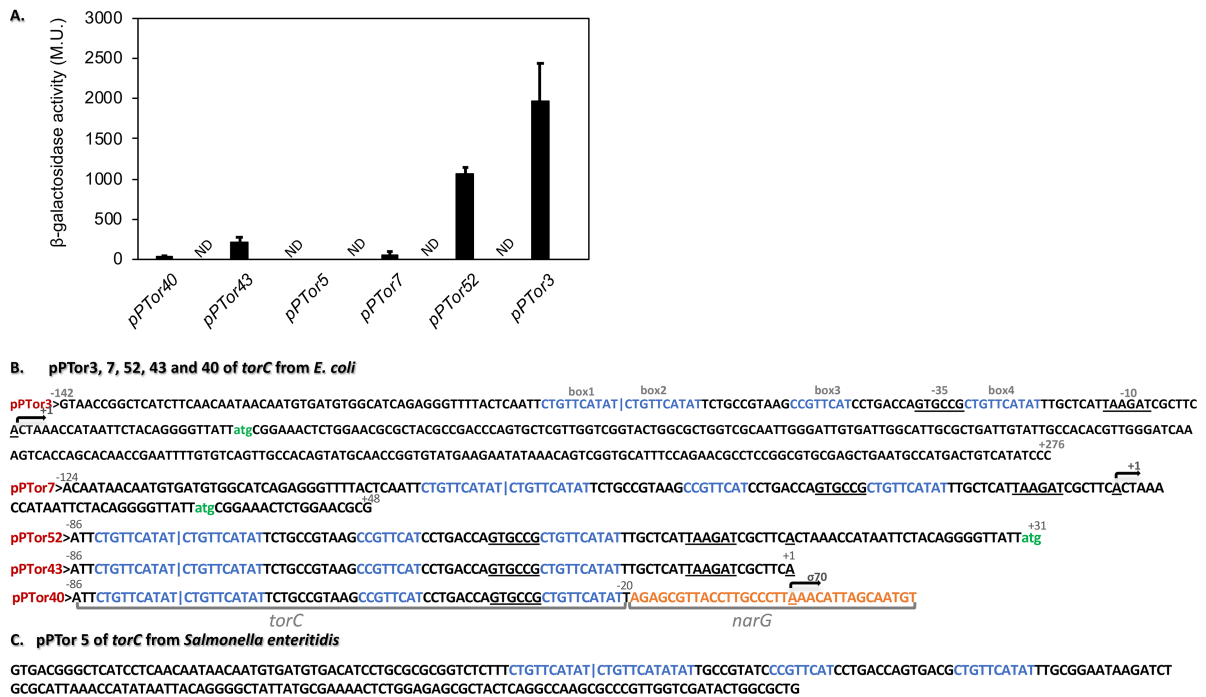 A.
3000
2500
2000
1500
1000
500
0
β-galactosidase activity (M.U.)
ND
ND
ND
ND
ND
pPTor40
pPTor43
pPTor5
pPTor7
pPTor52
pPTor3
B. pPTor3, 7, 52, 43 and 40 of torC from E. coli
-142 box1 box2 box3 -35 box4 -10
pPTor3>GTAACCGGCTCATCTTCAACAATAACAATGTGATGTGGCATCAGAGGGTTTTACTCAATTCTGTTCATAT|CTGTTCATATTCTGCCGTAAGCCGTTCATCCTGACCAGTGCCGCTGTTCATATTTGCTCATTAAGATCGCTTC
+1
ACTAAACCATAATTCTACAGGGGTTATTatgCGGAAACTCTGGAACGCGCTACGCCGACCCAGTGCTCGTTGGTCGGTACTGGCGCTGGTCGCAATTGGGATTGTGATTGGCATTGCGCTGATTGTATTGCCACACGTTGGGATCAA
AGTCACCAGCACAACCGAATTTTGTGTCAGTTGCCACAGTATGCAACCGGTGTATGAAGAATATAAACAGTCGGTGCATTTCCAGAACGCCTCCGGCGTGCGAGCTGAATGCCATGACTGTCATATCCC
+276
-124 +1
pPTor7>ACAATAACAATGTGATGTGGCATCAGAGGGTTTTACTCAATTCTGTTCATAT|CTGTTCATATTCTGCCGTAAGCCGTTCATCCTGACCAGTGCCGCTGTTCATATTTGCTCATTAAGATCGCTTCACTAAA
CCATAATTCTACAGGGGTTATTatgCGGAAACTCTGGAACGCG
+48
-86 +31
pPTor52>ATTCTGTTCATAT|CTGTTCATATTCTGCCGTAAGCCGTTCATCCTGACCAGTGCCGCTGTTCATATTTGCTCATTAAGATCGCTTCACTAAACCATAATTCTACAGGGGTTATTatg
-86 +1
pPTor43>ATTCTGTTCATAT|CTGTTCATATTCTGCCGTAAGCCGTTCATCCTGACCAGTGCCGCTGTTCATATTTGCTCATTAAGATCGCTTCA
-86 -20 σ70
pPTor40>ATTCTGTTCATAT|CTGTTCATATTCTGCCGTAAGCCGTTCATCCTGACCAGTGCCGCTGTTCATATTAGAGCGTTACCTTGCCCTTAAACATTAGCAATGT
torC narG
C. pPTor 5 of torC from Salmonella enteritidis
GTGACGGGCTCATCCTCAACAATAACAATGTGATGTGACATCCTGCGCGCGGTCTCTTTCTGTTCATAT|CTGTTCATATATTGCCGTATCCCGTTCATCCTGACCAGTGACGCTGTTCATATTTGCGGAATAAGATCT
GCGCATTAAACCATATAATTACAGGGGCTATTATGCGAAAACTCTGGAGAGCGCTACTCAGGCCAAGCGCCCGTTGGTCGATACTGGCGCTG